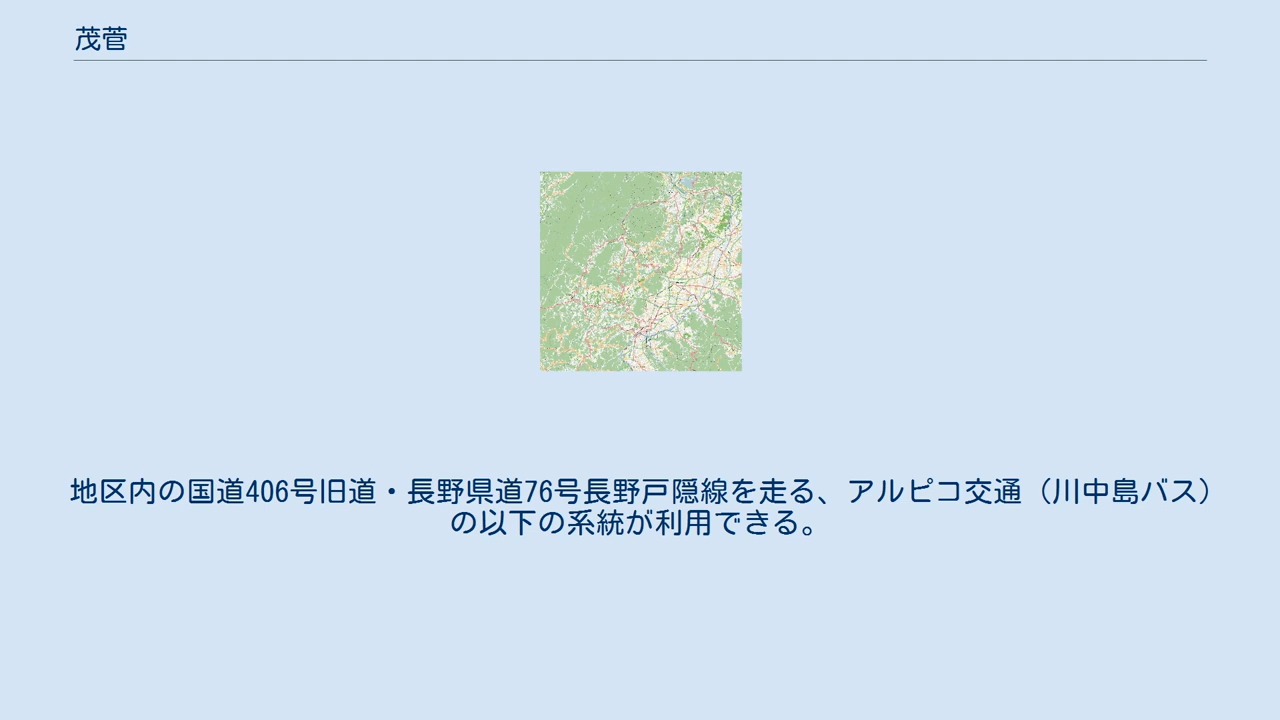 茂菅
地区内の国道406号旧道・長野県道76号長野戸隠線を走る、アルピコ交通（川中島バス）
の以下の系統が利用できる。